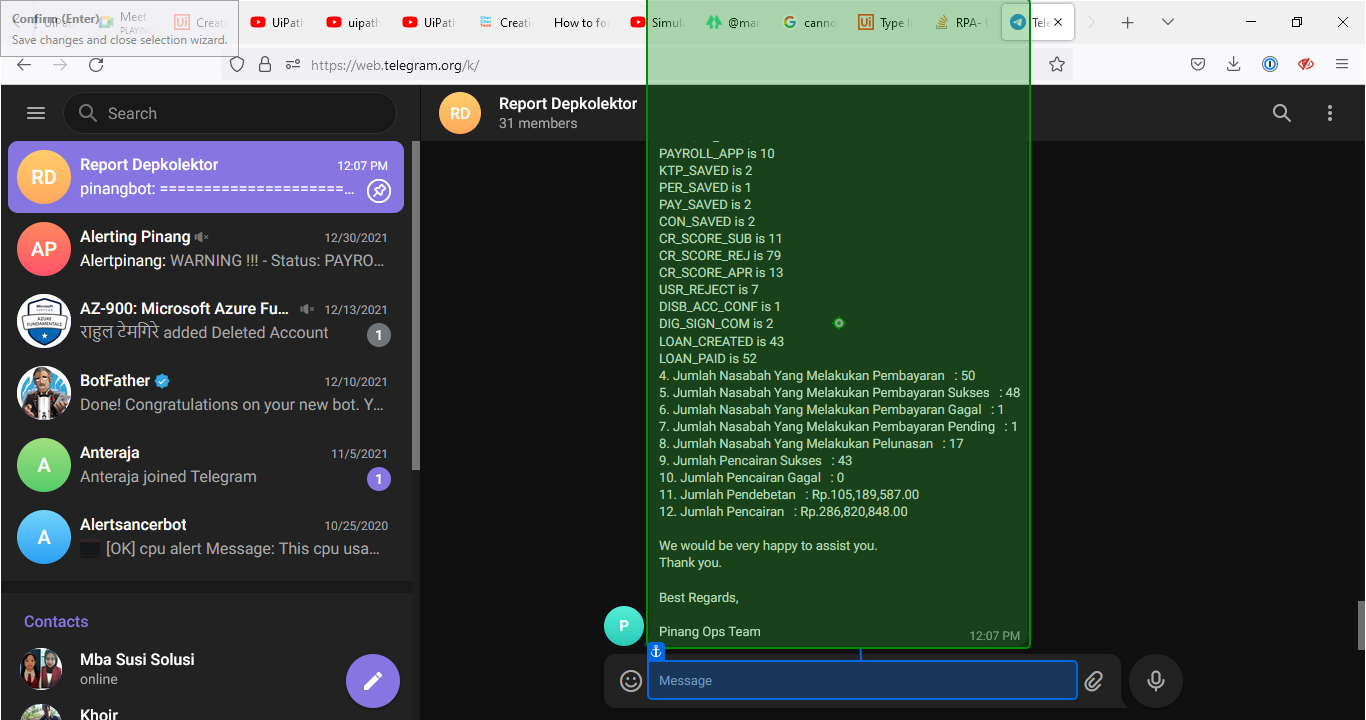 Confirm (Enter)
Save changes and close selection wizard.
Meet
PLAYING
Creati
UiPath
uipath
UiPath
Creatin
How to fo
Simula
@mar
canno
Type In
RPA-
Tele
https://web.telegram.org/k/
Search
RD
Report Depkolektor
31 members
RD
Report Depkolektor
12:07 PM
pinangbot: =====================...
AP
Alerting Pinang
12/30/2021
Alertpinang: WARNING !!! - Status: PAYRO...
AZ-900: Microsoft Azure Fu...
12/13/2021
राहुल टेमगिरे added Deleted Account
1
BotFather
12/10/2021
Done! Congratulations on your new bot. Y...
A
Anteraja
11/5/2021
Anteraja joined Telegram
1
A
Alertsancerbot
10/25/2020
[OK] cpu alert Message: This cpu usa...
Contacts
Mba Susi Solusi
online
Khoir
PAYROLL_APP is 10
KTP_SAVED is 2
PER_SAVED is 1
PAY_SAVED is 2
CON_SAVED is 2
CR_SCORE_SUB is 11
CR_SCORE_REJ is 79
CR_SCORE_APR is 13
USR_REJECT is 7
DISB_ACC_CONF is 1
DIG_SIGN_COM is 2
LOAN_CREATED is 43
LOAN_PAID is 52
4. Jumlah Nasabah Yang Melakukan Pembayaran : 50
5. Jumlah Nasabah Yang Melakukan Pembayaran Sukses : 48
6. Jumlah Nasabah Yang Melakukan Pembayaran Gagal : 1
7. Jumlah Nasabah Yang Melakukan Pembayaran Pending : 1
8. Jumlah Nasabah Yang Melakukan Pelunasan : 17
9. Jumlah Pencairan Sukses : 43
10. Jumlah Pencairan Gagal : 0
11. Jumlah Pendebetan : Rp.105,189,587.00
12. Jumlah Pencairan : Rp.286,820,848.00
We would be very happy to assist you.
Thank you.
Best Regards,
Pinang Ops Team
12:07 PM
P
Message